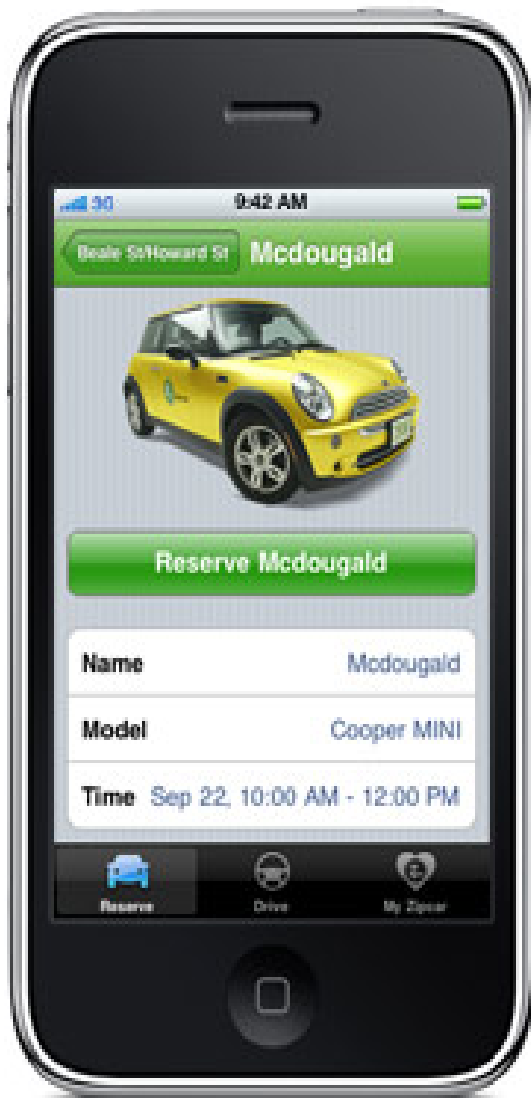 3G 9:42 AM
Beale St/Howard St Mcdougald
Reserve Mcdougald
Name Mcdougald
Model Cooper MINI
Time Sep 22, 10:00 AM - 12:00 PM
Reserve Drive My Zipcar